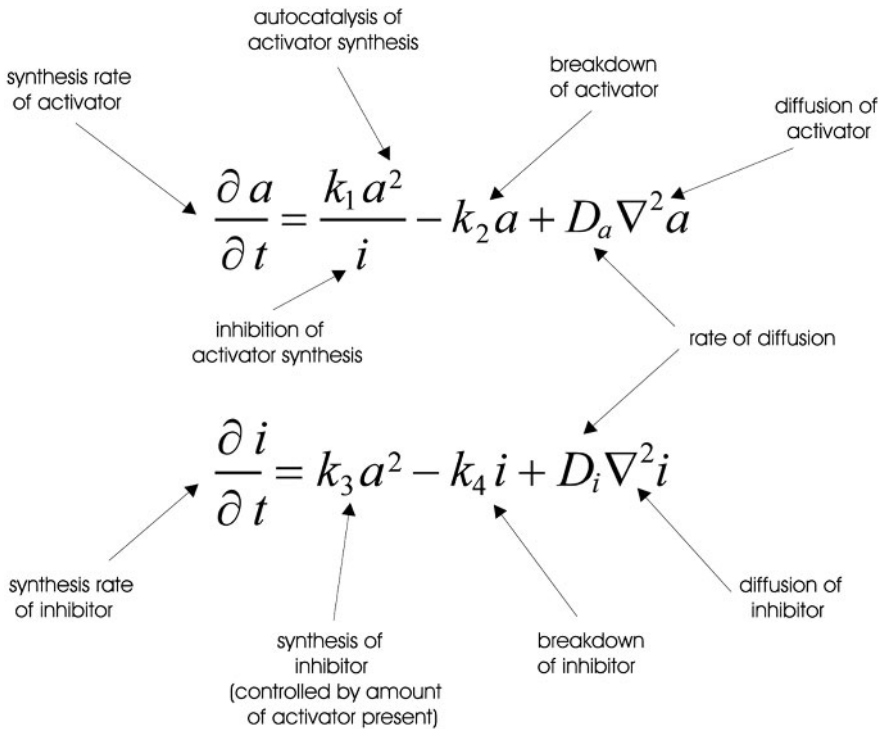 autocatalysis of
activator synthesis
synthesis rate
of activator
breakdown
of activator
diffusion of
activator
∂a/∂t = k₁a²/i − k₂a + Dₐ∇²a
inhibition of
activator synthesis
rate of diffusion
∂i/∂t = k₃a² − k₄i + Dᵢ∇²i
synthesis rate
of inhibitor
synthesis of
inhibitor
(controlled by amount
of activator present)
breakdown
of inhibitor
diffusion of
inhibitor